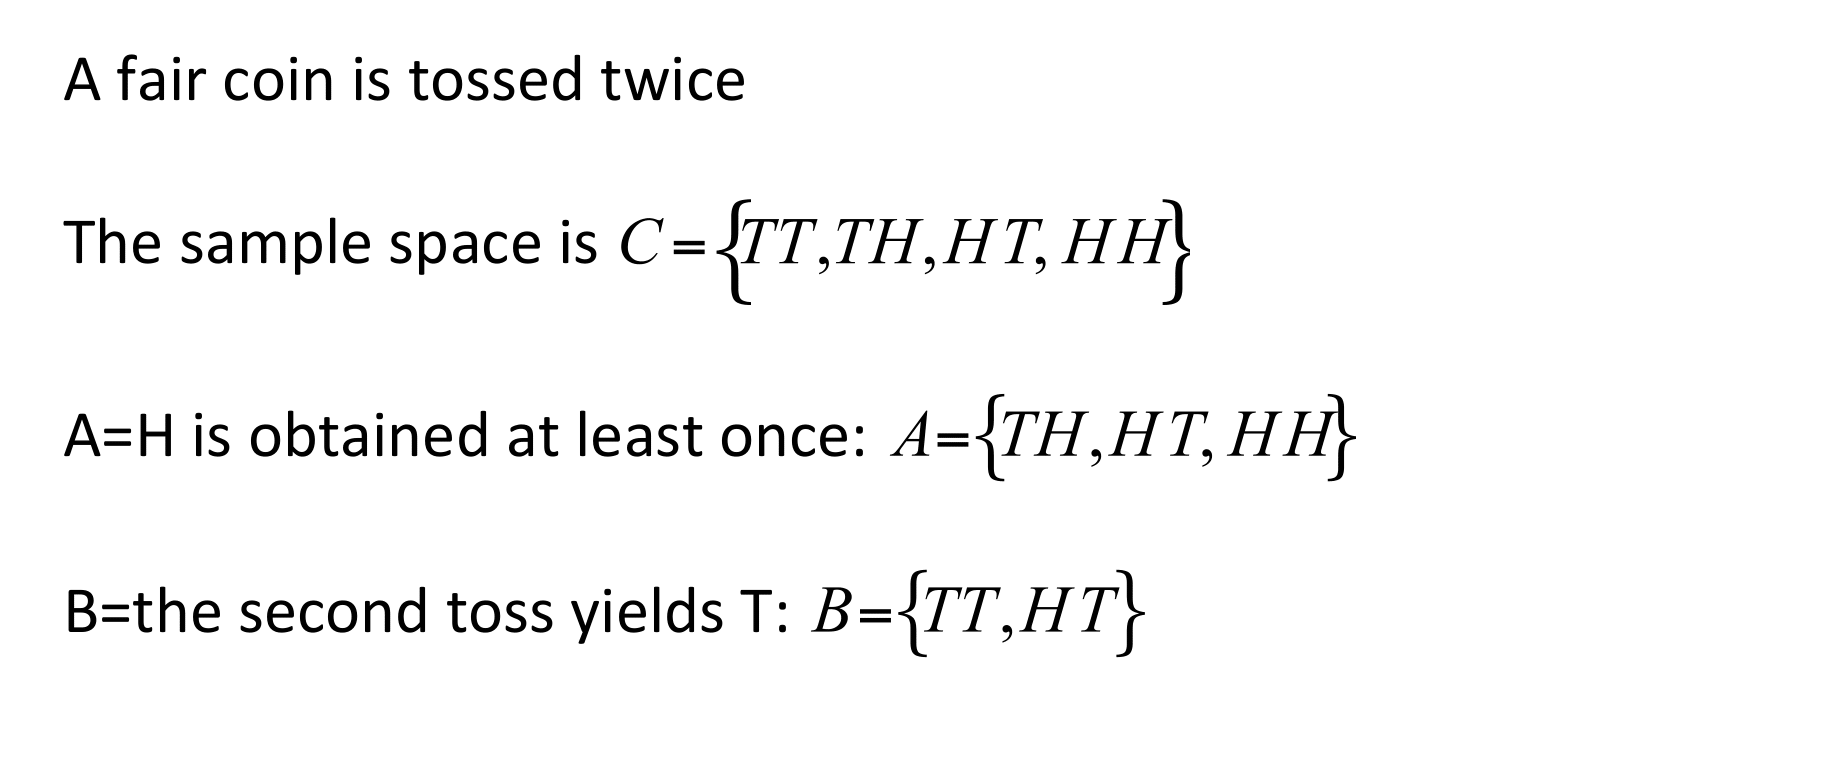 A fair coin is tossed twice
The sample space is C={TT,TH,HT, HH}
A=H is obtained at least once: A={TH,HT, HH}
B=the second toss yields T: B={TT,HT}